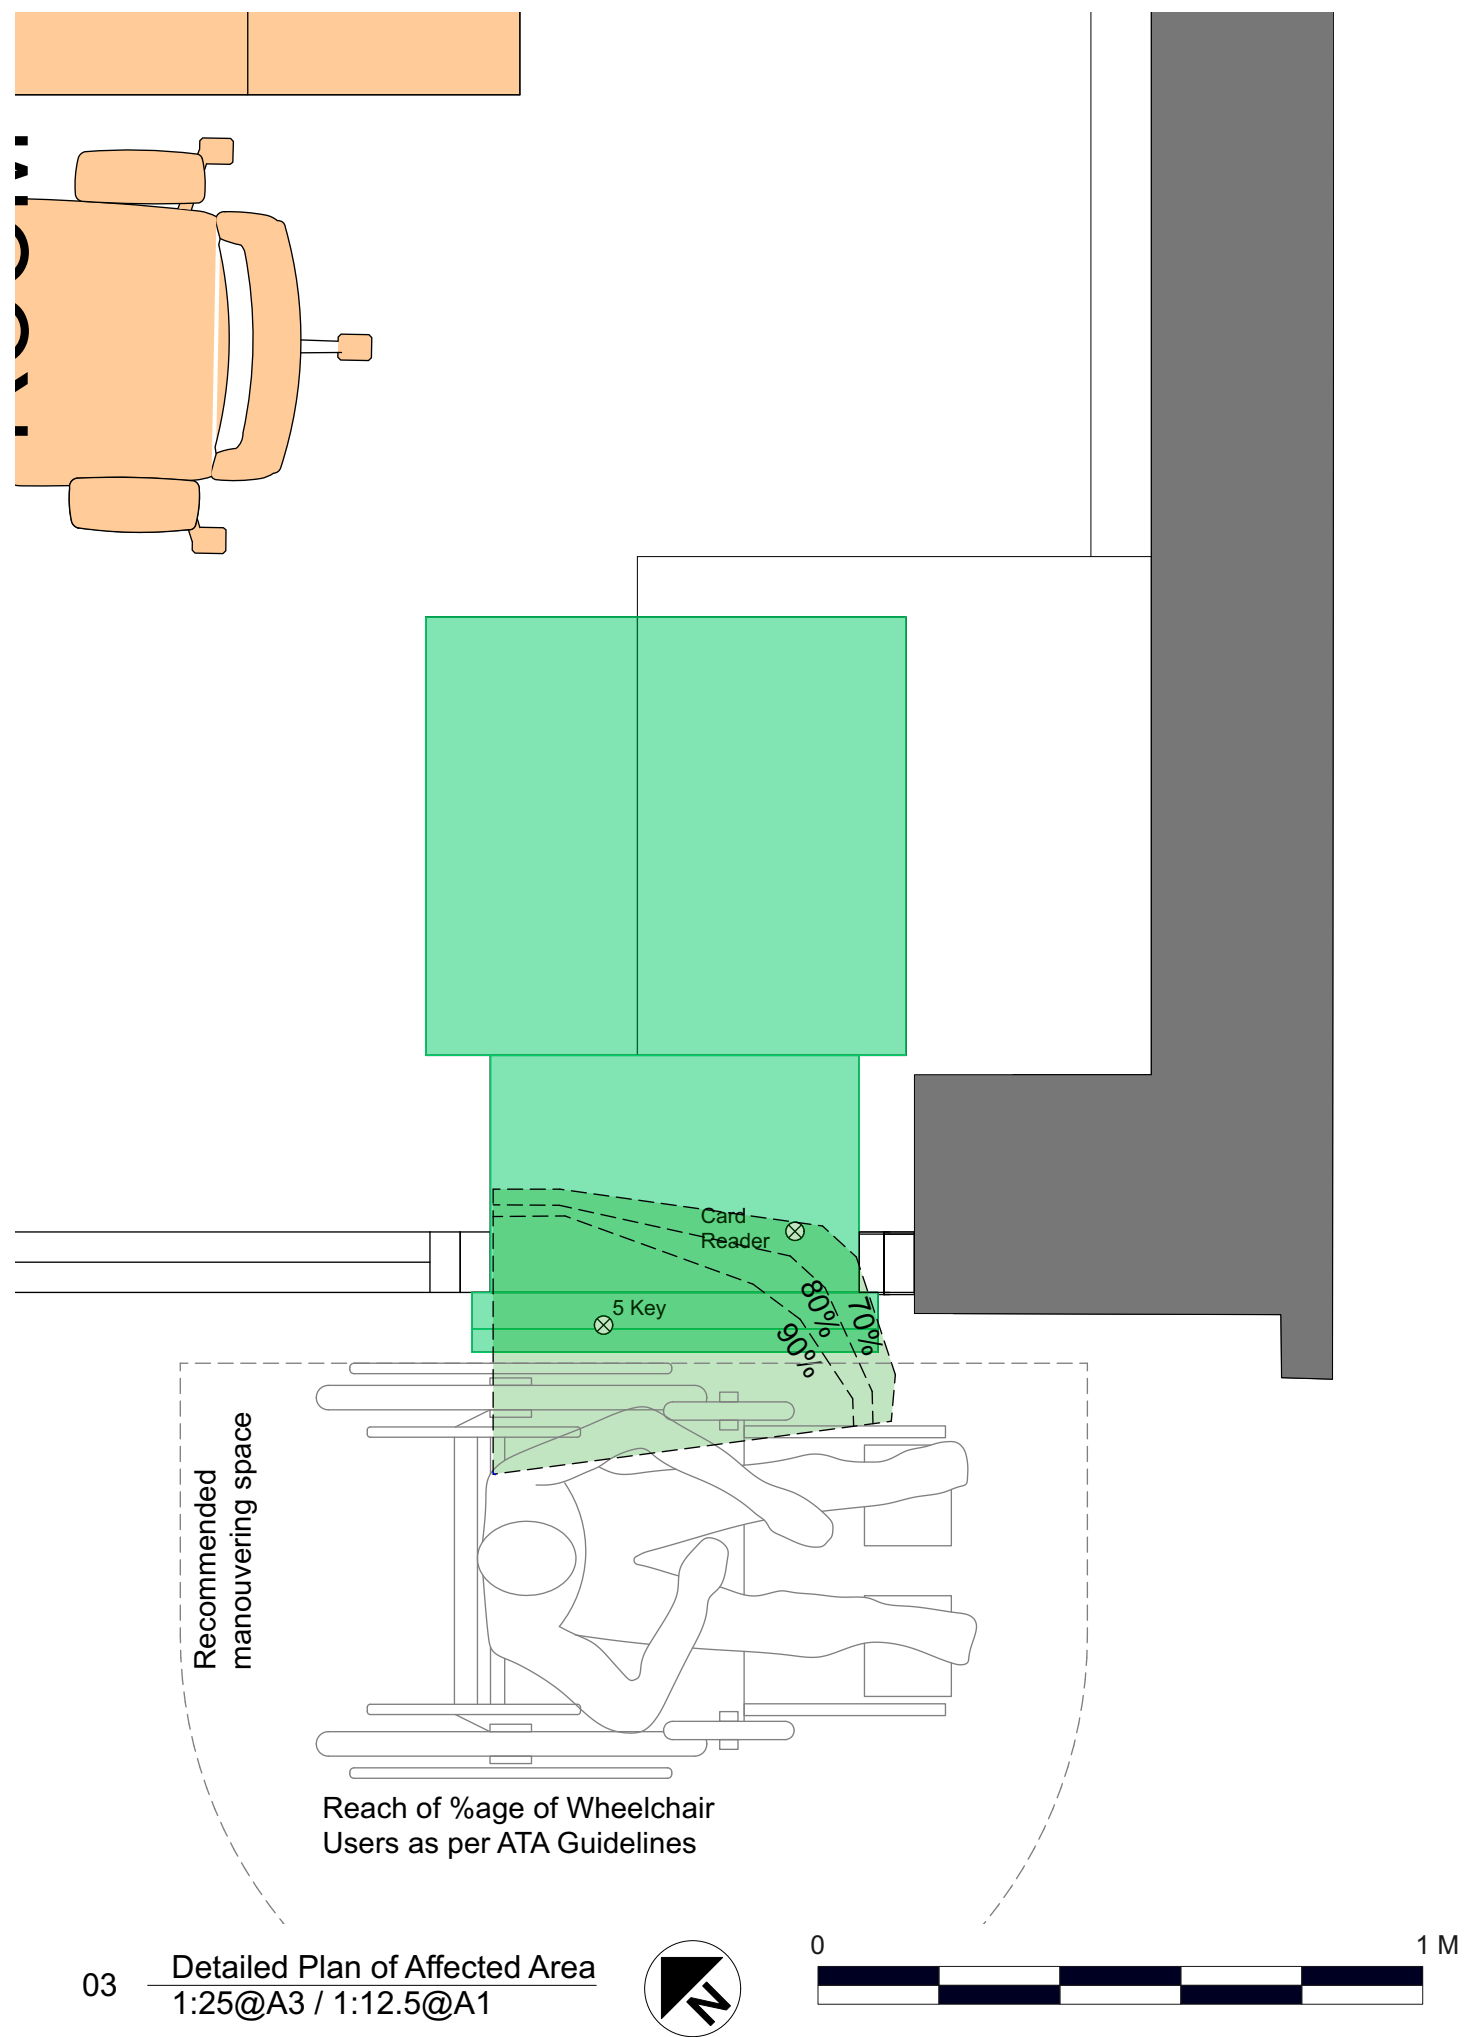 Card
Reader
5 Key
70%
80%
90%
Recommended
manouvering space
Reach of %age of Wheelchair
Users as per ATA Guidelines
03
Detailed Plan of Affected Area
1:25@A3 / 1:12.5@A1
N
0
1 M